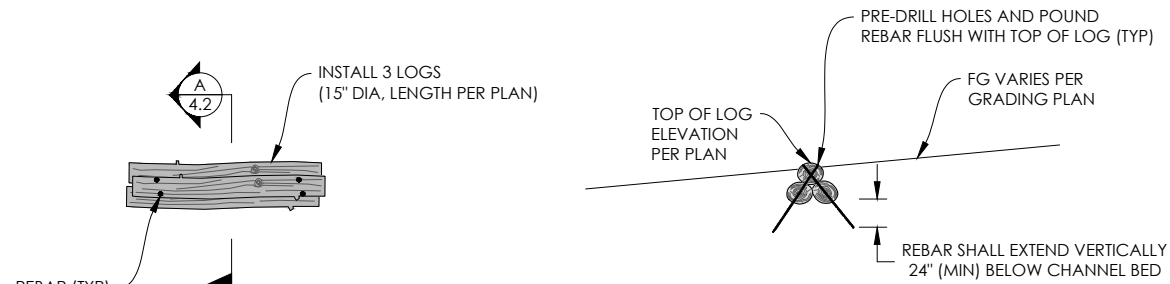 INSTALL 3 LOGS
(15" DIA, LENGTH PER PLAN)
A
4.2
REBAR (TYP)
PRE-DRILL HOLES AND POUND
REBAR FLUSH WITH TOP OF LOG (TYP)
FG VARIES PER
GRADING PLAN
TOP OF LOG
ELEVATION
PER PLAN
REBAR SHALL EXTEND VERTICALLY
24" (MIN) BELOW CHANNEL BED